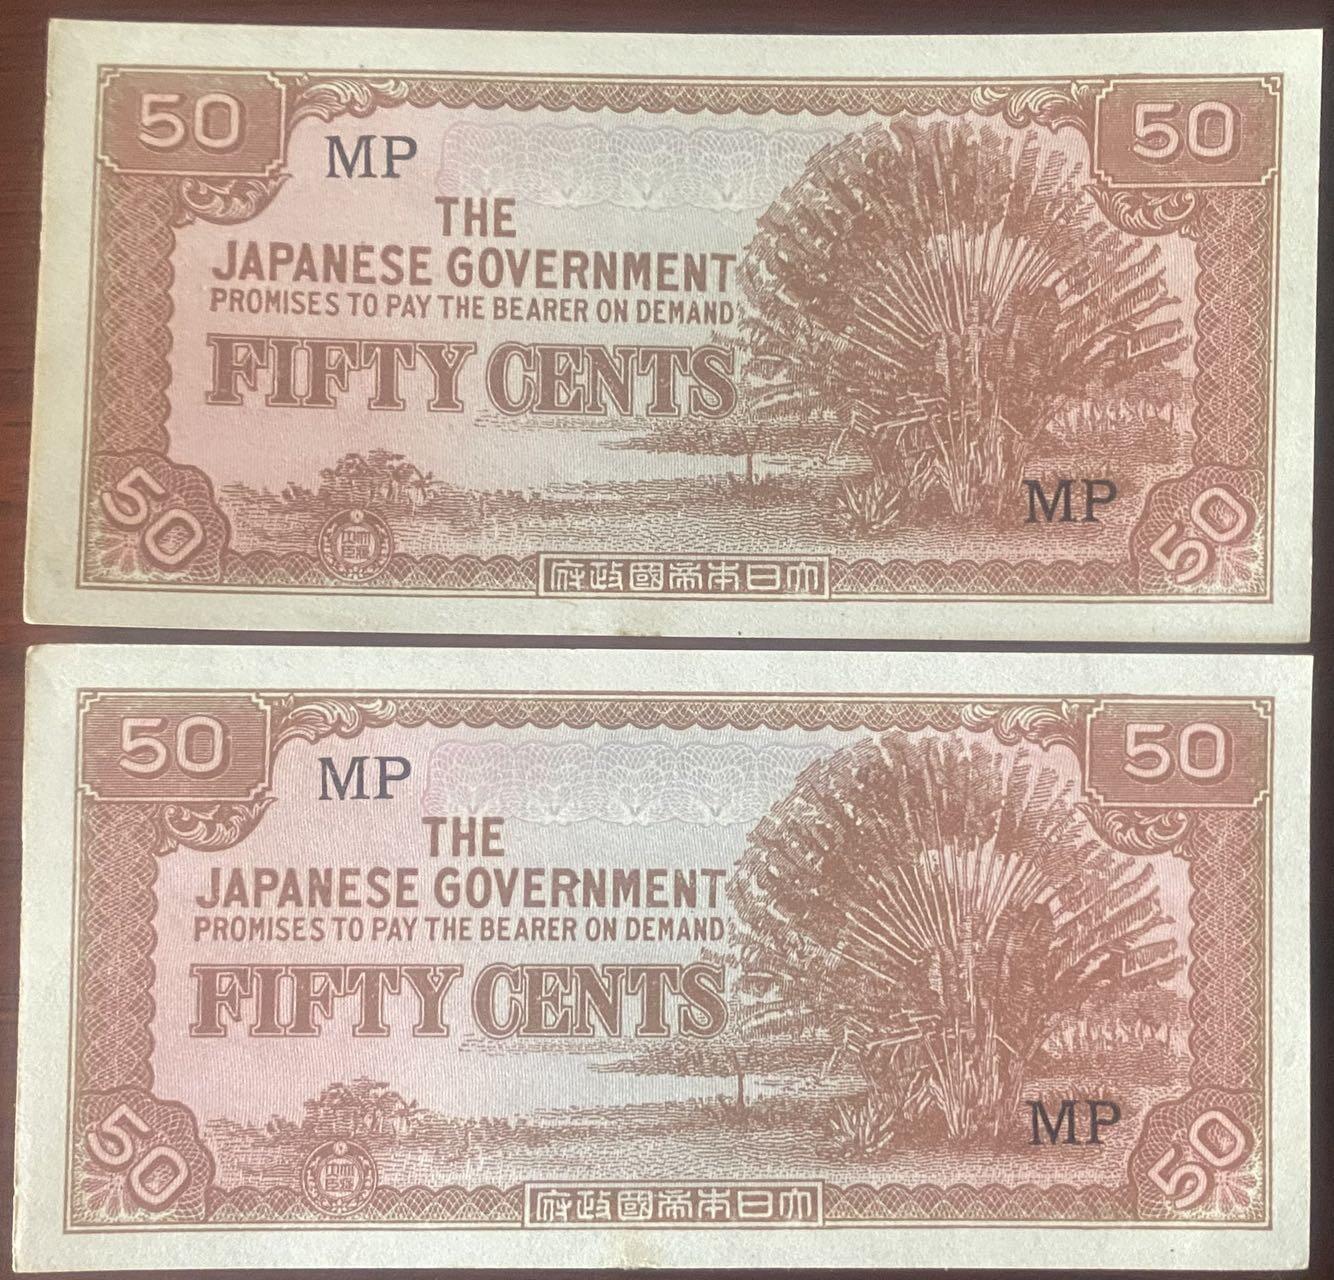 50
50
MP
THE
JAPANESE GOVERNMENT
PROMISES TO PAY THE BEARER ON DEMAND
FIFTY CENTS
MP
50
50
府政國帝本日大
50
50
MP
THE
JAPANESE GOVERNMENT
PROMISES TO PAY THE BEARER ON DEMAND
FIFTY CENTS
MP
50
50
府政國帝本日大